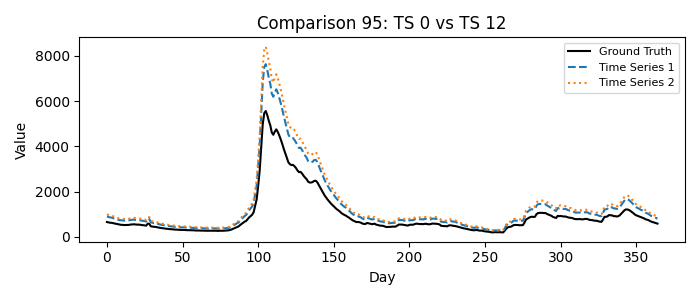 Comparison 95: TS 0 vs TS 12
Ground Truth
Time Series 1
Time Series 2
Value
8000
6000
4000
2000
0
0 50 100 150 200 250 300 350
Day